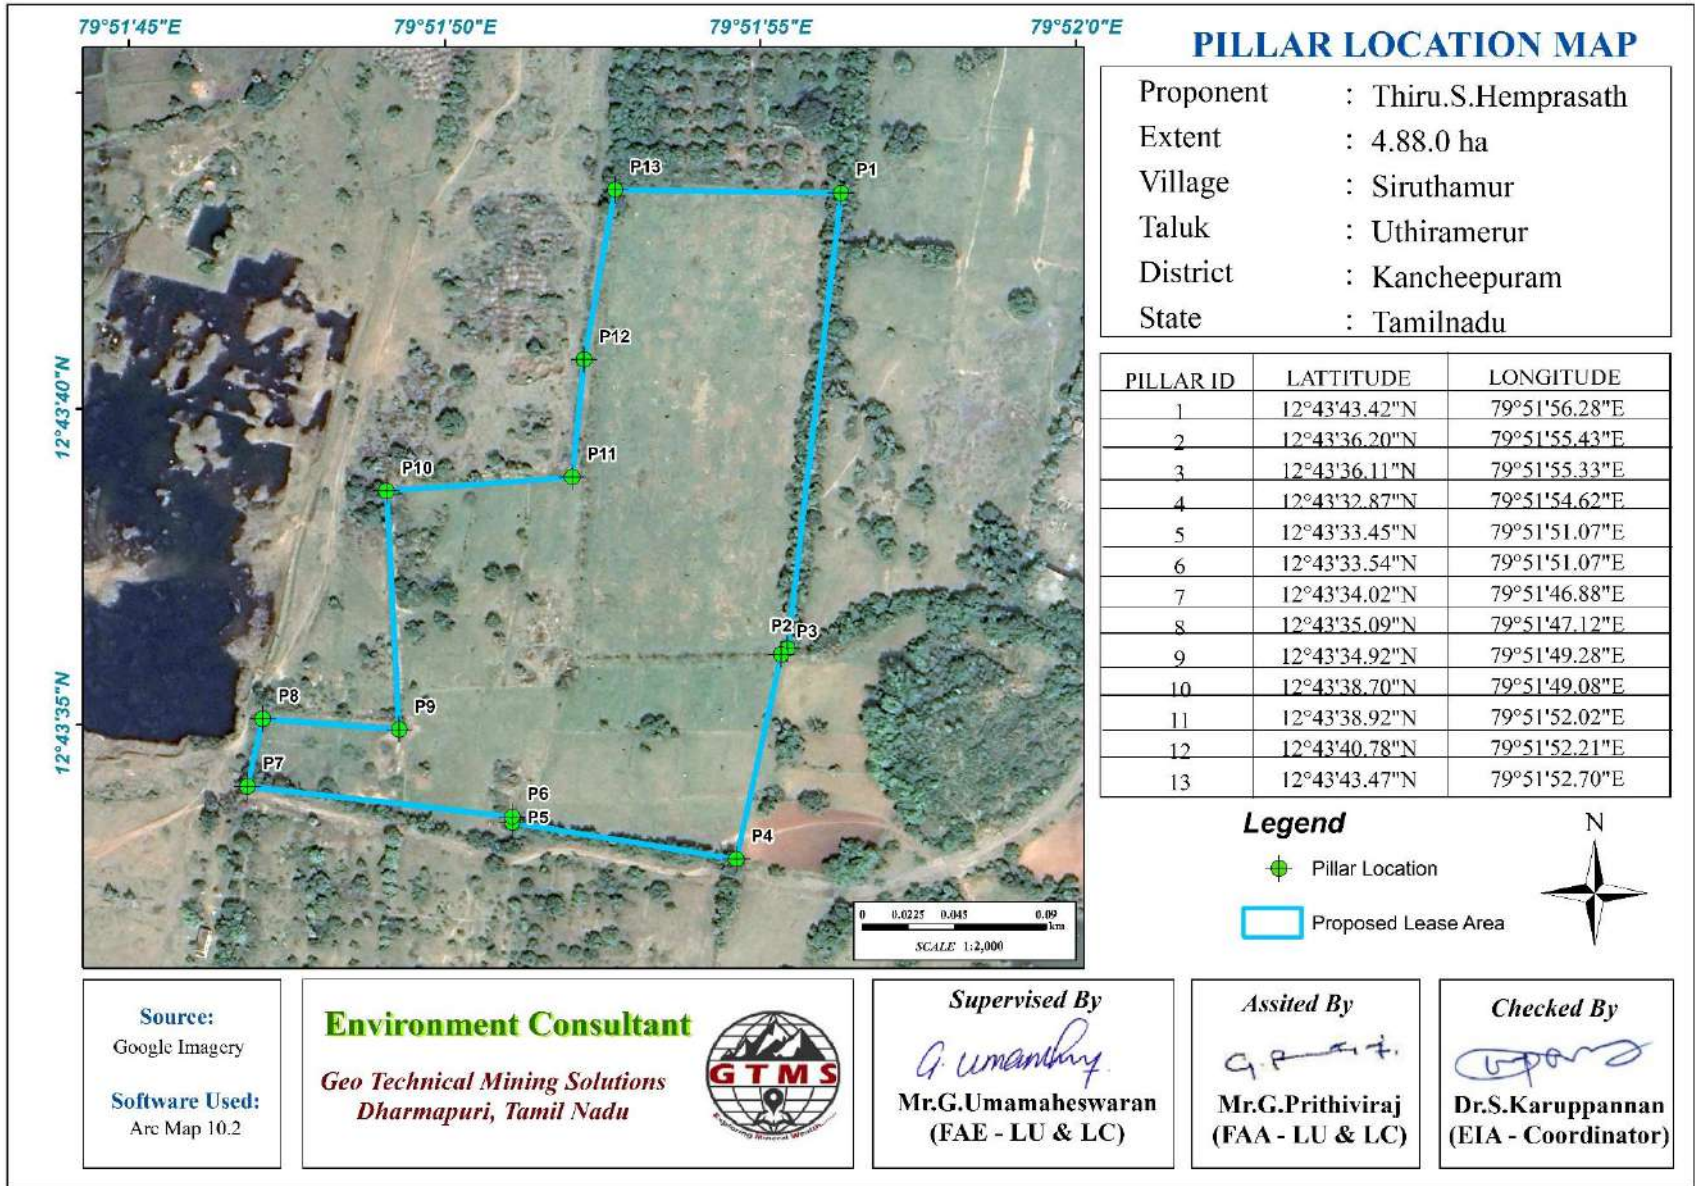 79°51'45"E 79°51'50"E 79°51'55"E 79°52'0"E
PILLAR LOCATION MAP
Proponent : Thiru.S.Hemprasath
Extent : 4.88.0 ha
Village : Siruthamur
Taluk : Uthiramerur
District : Kancheepuram
State : Tamilnadu
PILLAR ID LATTITUDE LONGITUDE
1 12°43'43.42"N 79°51'56.28"E
2 12°43'36.20"N 79°51'55.43"E
3 12°43'36.11"N 79°51'55.33"E
4 12°43'32.87"N 79°51'54.62"E
5 12°43'33.45"N 79°51'51.07"E
6 12°43'33.54"N 79°51'51.07"E
7 12°43'34.02"N 79°51'46.88"E
8 12°43'35.09"N 79°51'47.12"E
9 12°43'34.92"N 79°51'49.28"E
10 12°43'38.70"N 79°51'49.08"E
11 12°43'38.92"N 79°51'52.02"E
12 12°43'40.78"N 79°51'52.21"E
13 12°43'43.47"N 79°51'52.70"E
12°43'40"N
12°43'35"N
P13
P1
P12
P11
P10
P2
P3
P8
P9
P7
P6
P5
P4
0 0.0225 0.045 0.09
km
SCALE 1:2,000
Legend
Pillar Location
Proposed Lease Area
N
Source:
Google Imagery
Software Used:
Arc Map 10.2
Environment Consultant
Geo Technical Mining Solutions
Dharmapuri, Tamil Nadu
GTMS
Exploring Mineral Wealth
Supervised By
Mr.G.Umamaheswaran
(FAE - LU & LC)
Assited By
Mr.G.Prithiviraj
(FAA - LU & LC)
Checked By
Dr.S.Karuppannan
(EIA - Coordinator)